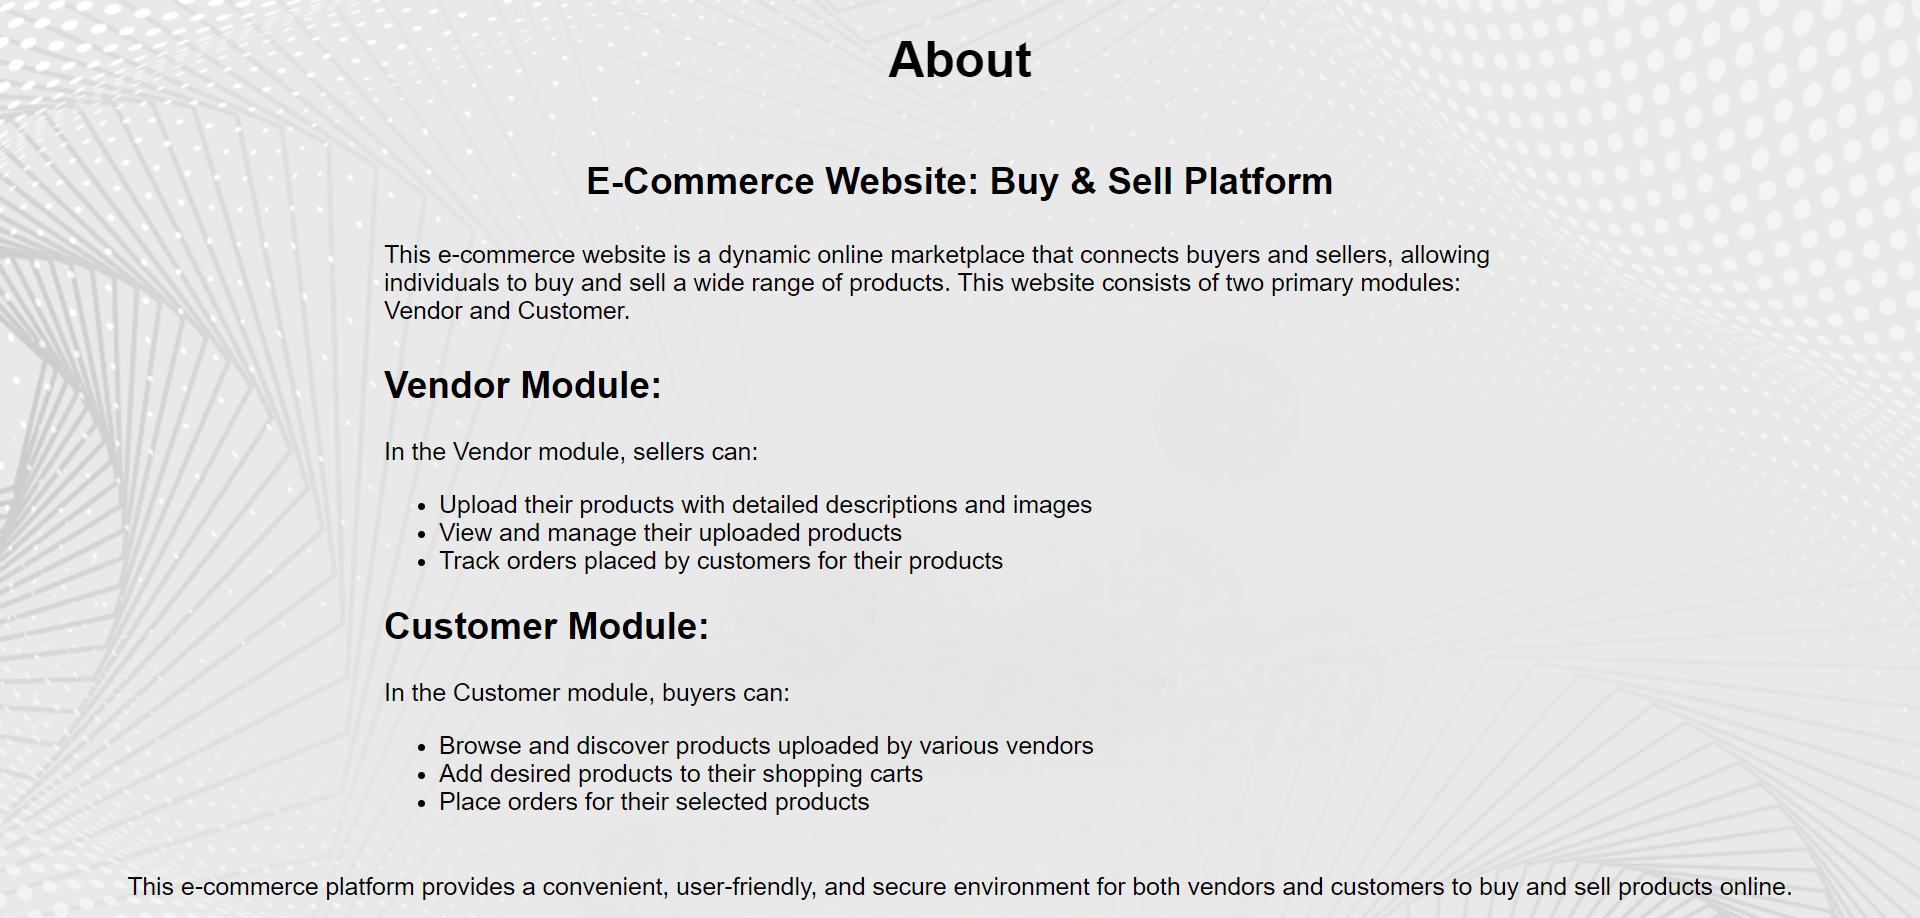 About
E-Commerce Website: Buy & Sell Platform
This e-commerce website is a dynamic online marketplace that connects buyers and sellers, allowing
individuals to buy and sell a wide range of products. This website consists of two primary modules:
Vendor and Customer.
Vendor Module:
In the Vendor module, sellers can:
• Upload their products with detailed descriptions and images
• View and manage their uploaded products
• Track orders placed by customers for their products
Customer Module:
In the Customer module, buyers can:
• Browse and discover products uploaded by various vendors
• Add desired products to their shopping carts
• Place orders for their selected products
This e-commerce platform provides a convenient, user-friendly, and secure environment for both vendors and customers to buy and sell products online.